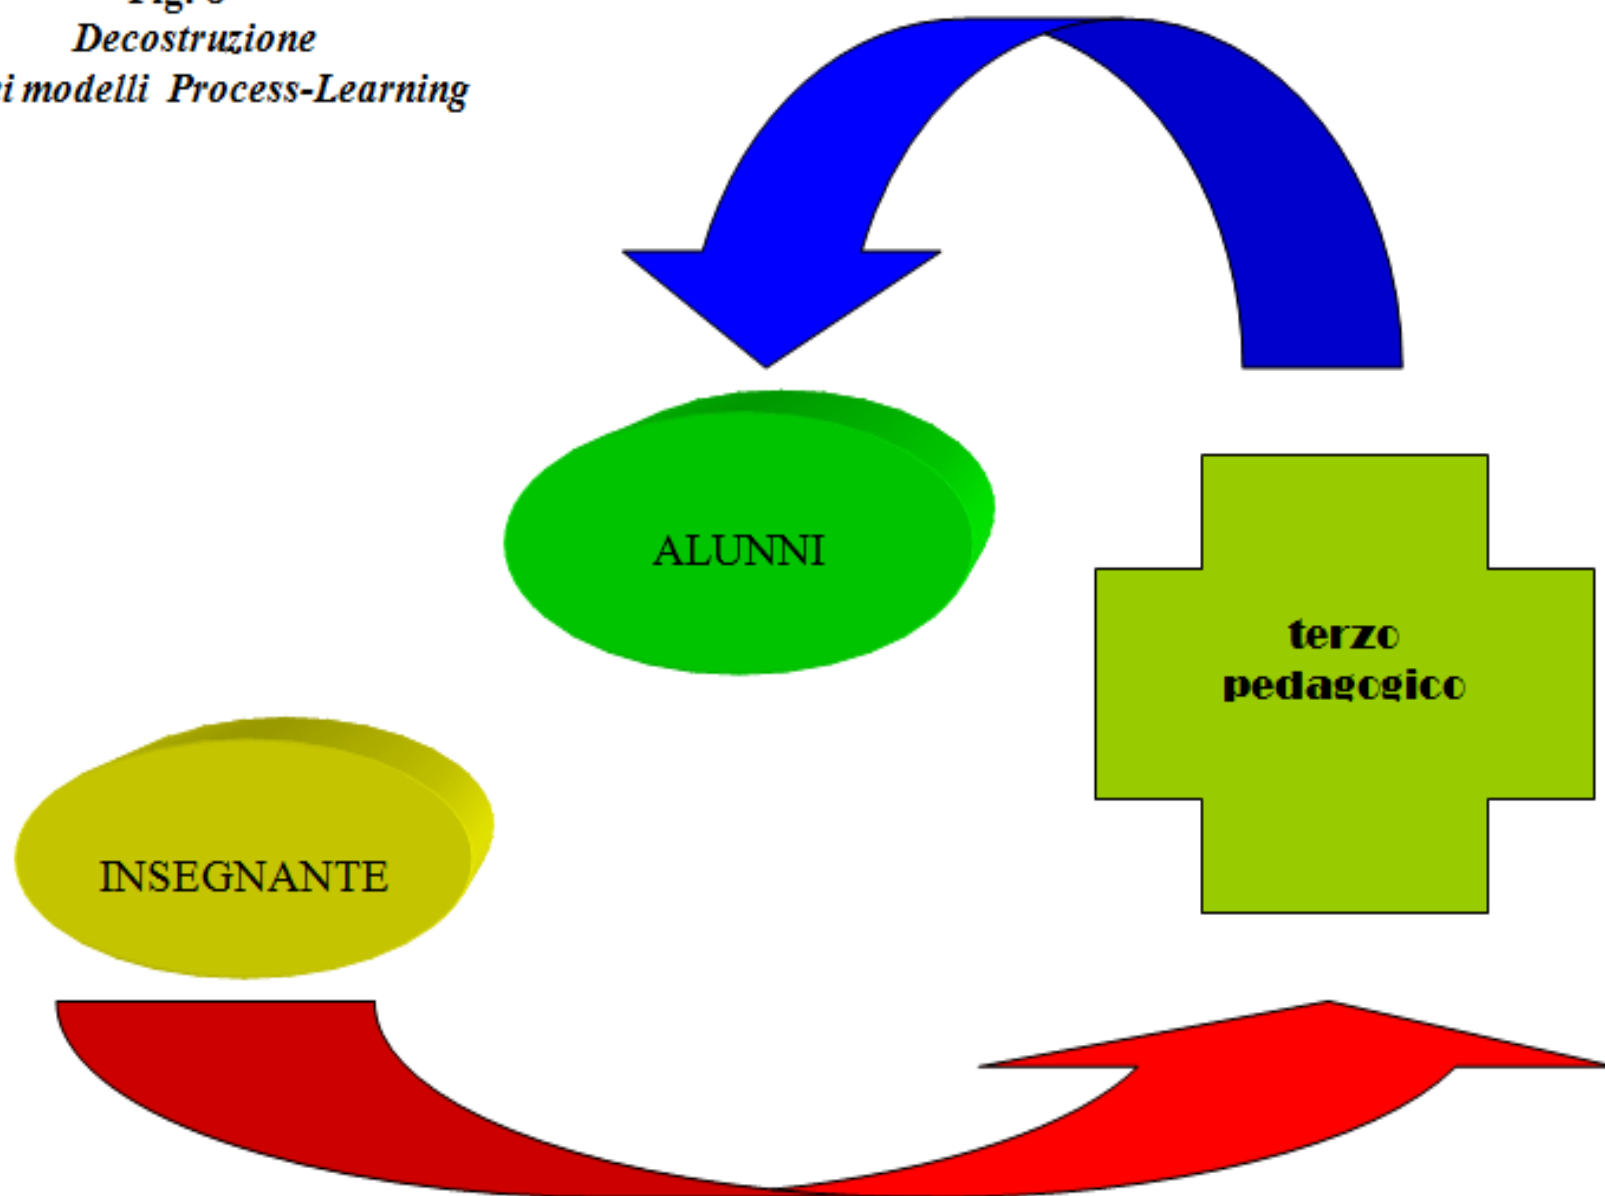 Decostruzione
modelli Process-Learning
ALUNNI
terzo
pedagogico
INSEGNANTE